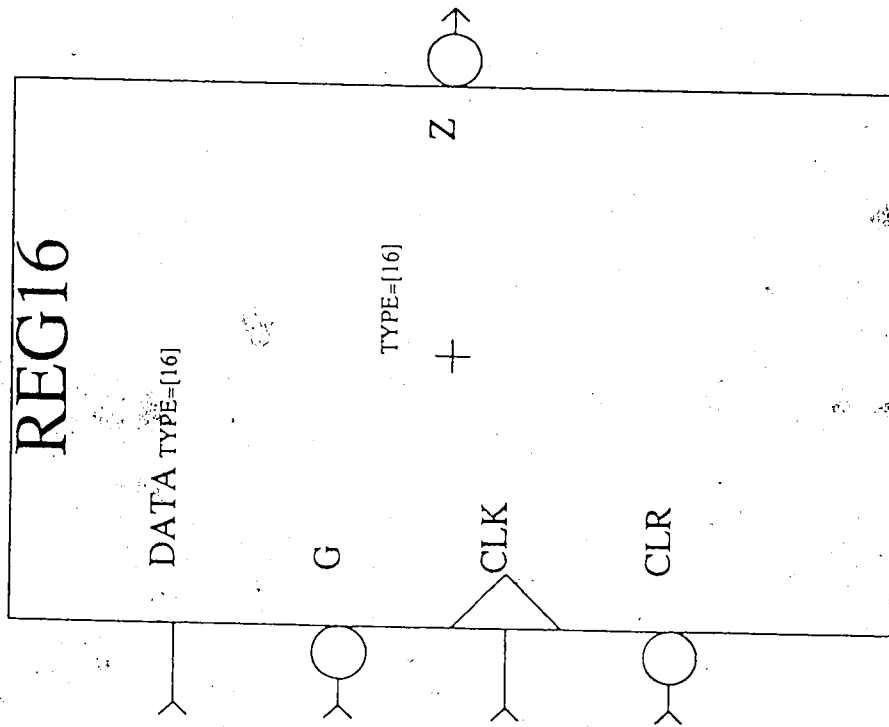 REG16
DATA TYPE=[16]
G
TYPE=[16]
Z
CLK
CLR